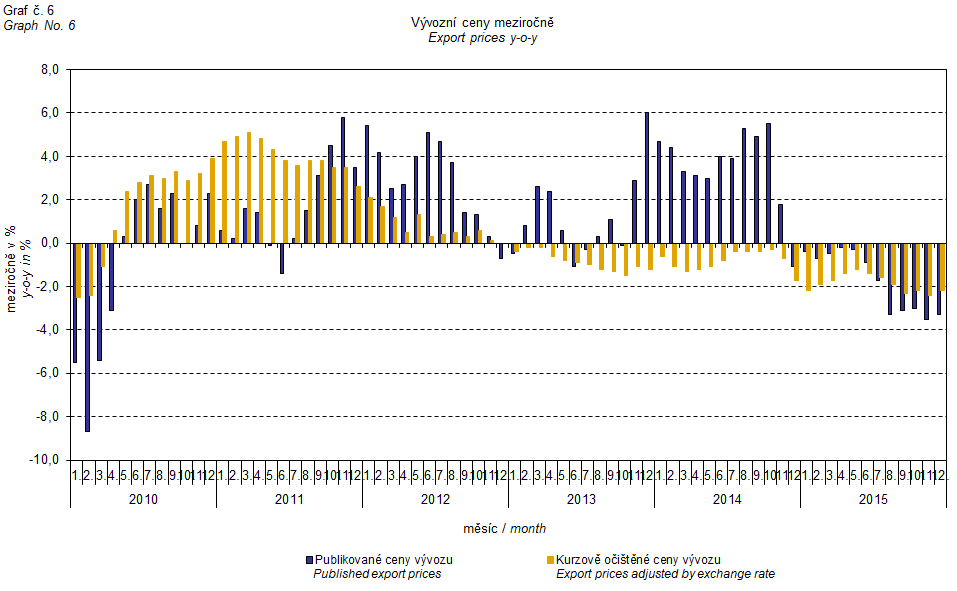 Graf č. 6
Graph No. 6
Vývozní ceny meziročně
Export prices y-o-y
8,0
6,0
4,0
2,0
0,0
-2,0
-4,0
-6,0
-8,0
-10,0
meziročně v %
y-o-y in %
1. 2. 3. 4. 5. 6. 7. 8. 9. 10. 11. 12. 1. 2. 3. 4. 5. 6. 7. 8. 9. 10. 11. 12. 1. 2. 3. 4. 5. 6. 7. 8. 9. 10. 11. 12. 1. 2. 3. 4. 5. 6. 7. 8. 9. 10. 11. 12. 1. 2. 3. 4. 5. 6. 7. 8. 9. 10. 11. 12. 1. 2. 3. 4. 5. 6. 7. 8. 9. 10. 11. 12.
2010 2011 2012 2013 2014 2015
měsíc / month
Publikované ceny vývozu
Published export prices
Kurzově očištěné ceny vývozu
Export prices adjusted by exchange rate